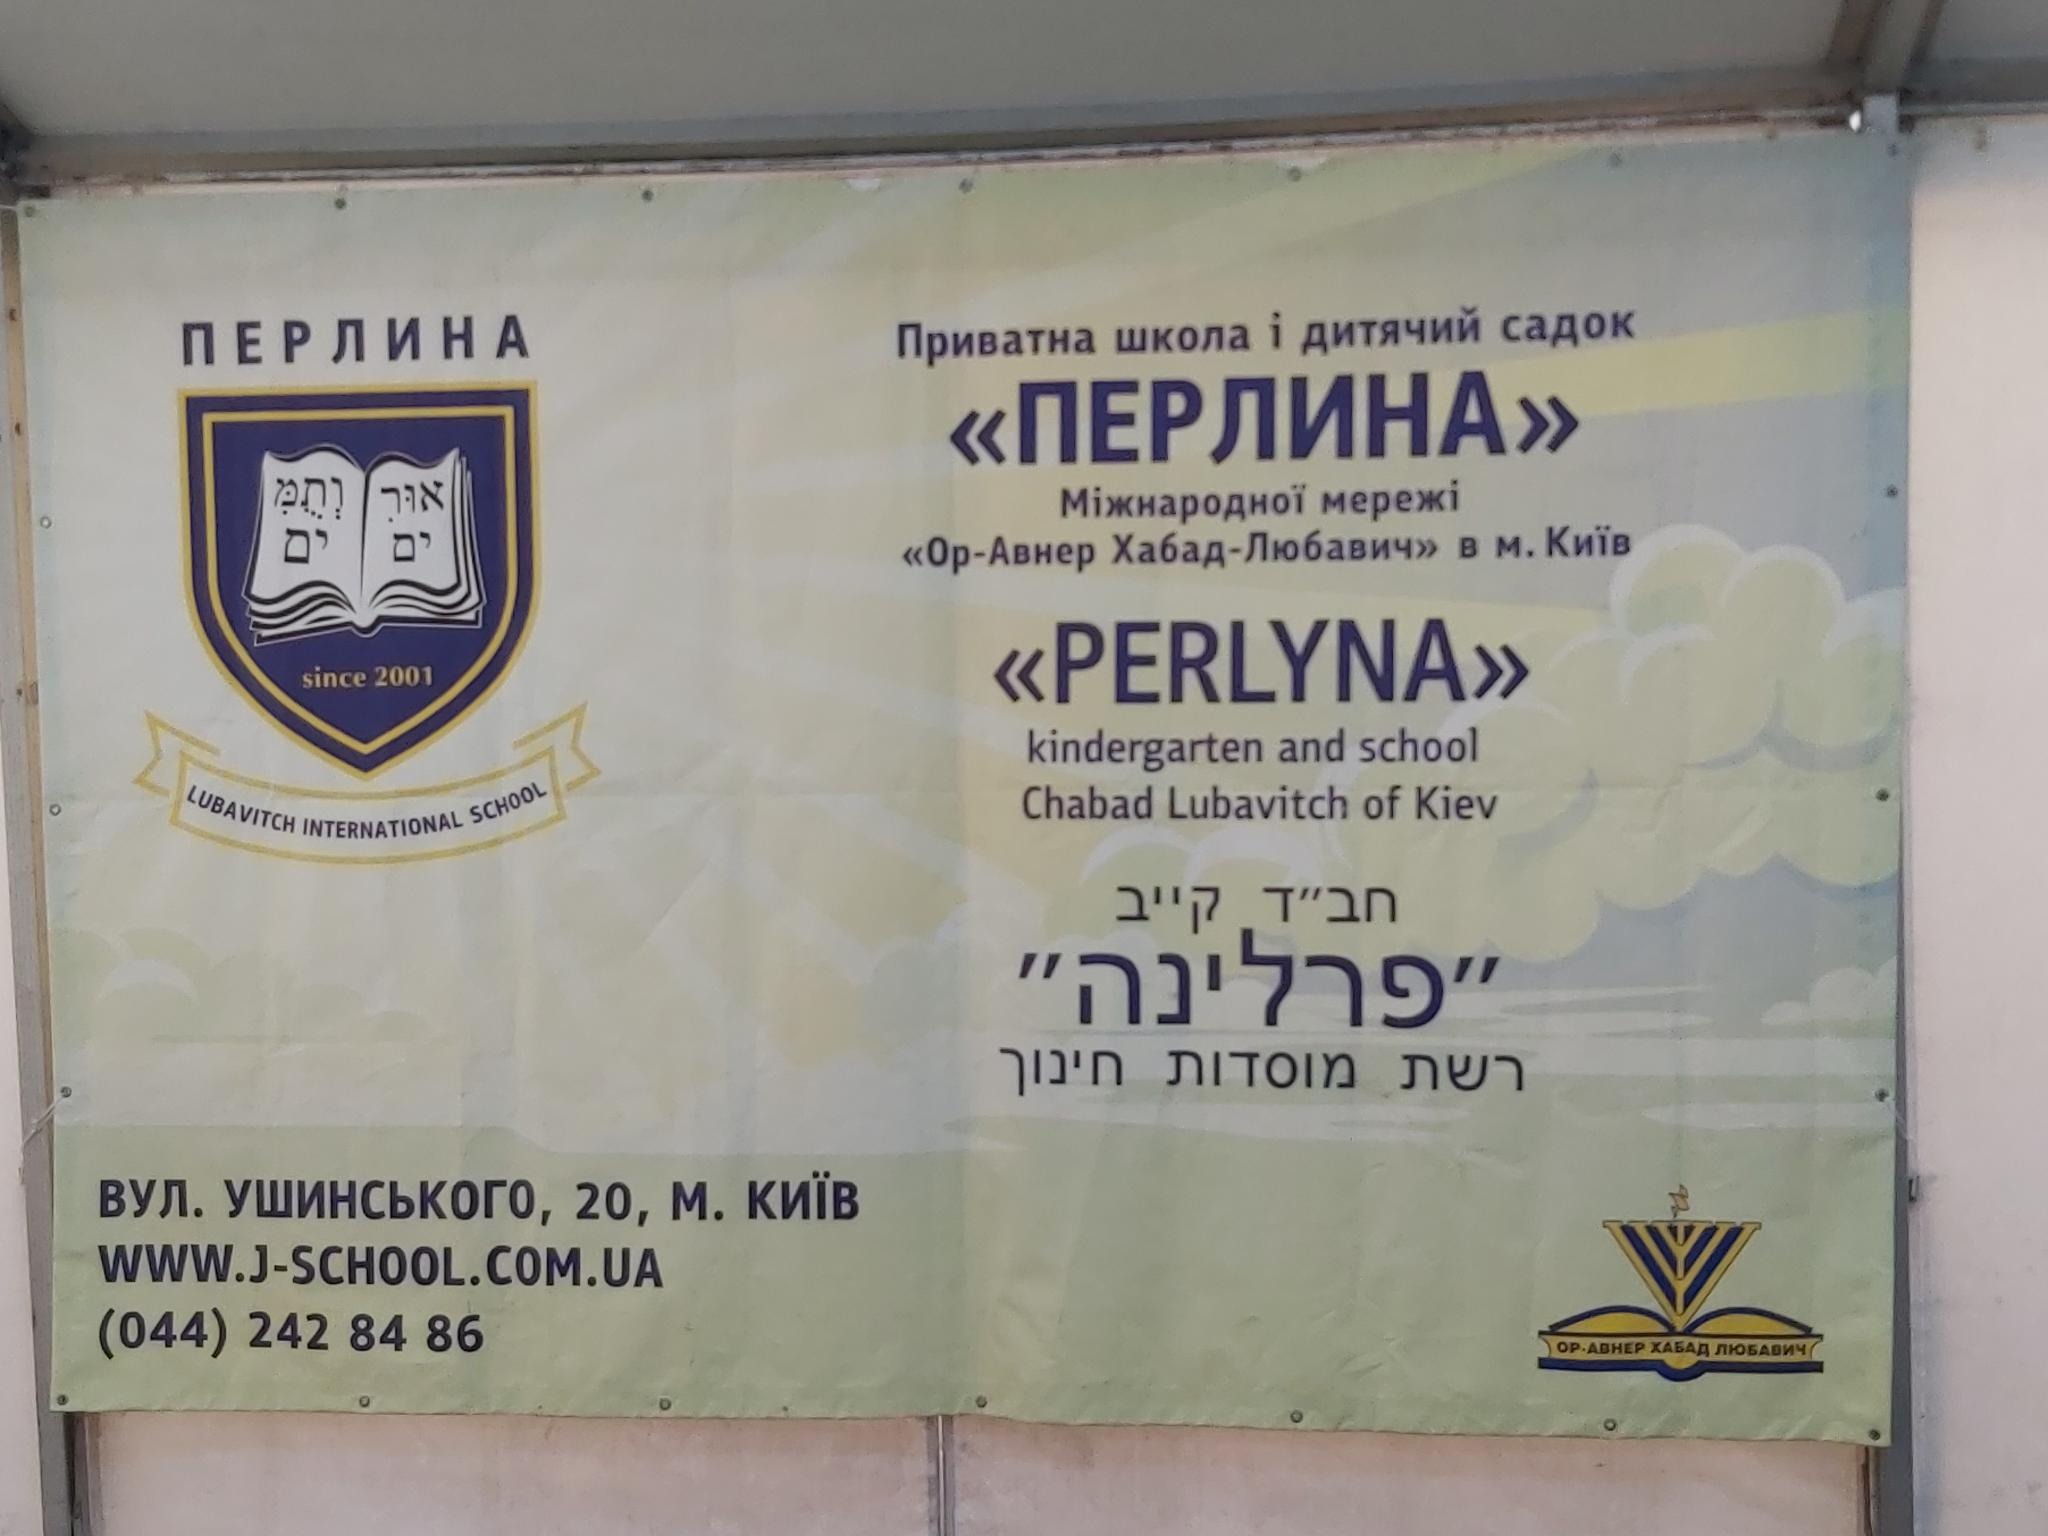 ПЕРЛИНА
וְתֻמִּ
ים
אוּרִ
ים
since 2001
LUBAVITCH INTERNATIONAL SCHOOL
Приватна школа і дитячий садок
«ПЕРЛИНА»
Міжнародної мережі
«Ор-Авнер Хабад-Любавич» в м. Київ
«PERLYNA»
kindergarten and school
Chabad Lubavitch of Kiev
חב״ד קייב
״פרלינה״
רשת מוסדות חינוך
ВУЛ. УШИНСЬКОГО, 20, М. КИЇВ
WWW.J-SCHOOL.COM.UA
(044) 242 84 86
ОР-АВНЕР ХАБАД ЛЮБАВИЧ